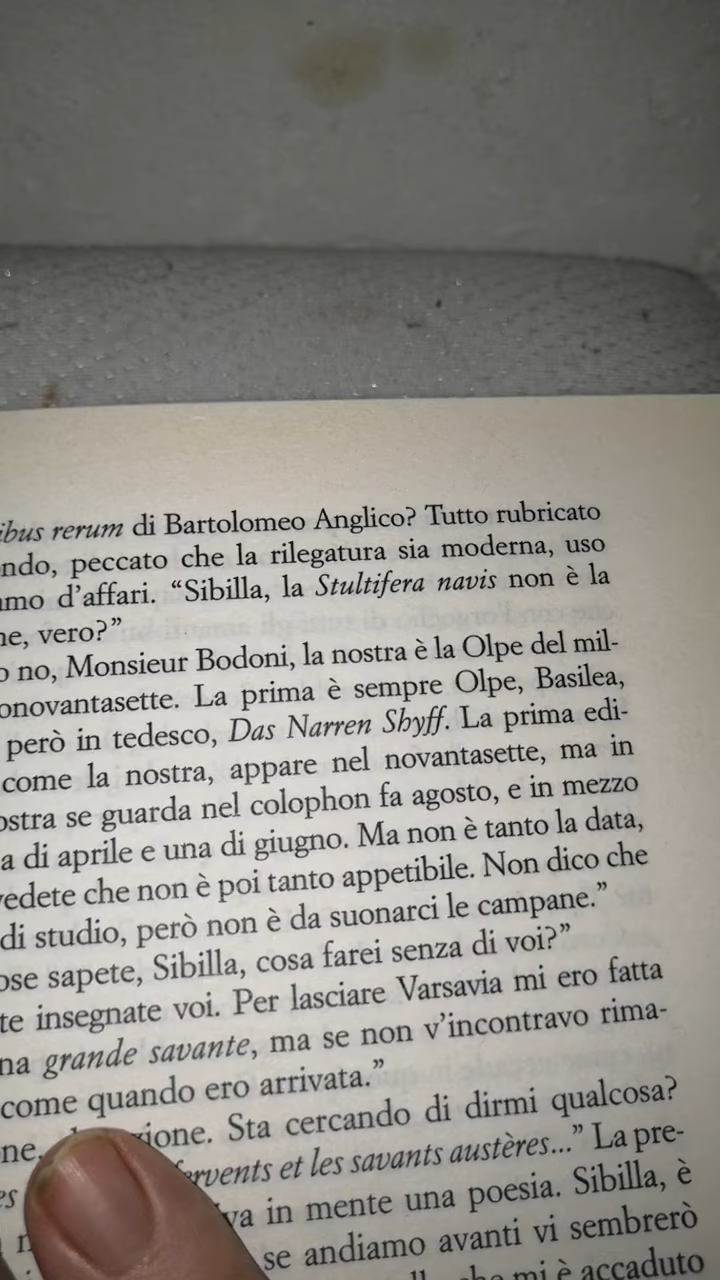 ibus rerum di Bartolomeo Anglico? Tutto rubricato
ndo, peccato che la rilegatura sia moderna, uso
mo d'affari. “Sibilla, la Stultifera navis non è la
ne, vero?”
o no, Monsieur Bodoni, la nostra è la Olpe del mil-
onovantasette. La prima è sempre Olpe, Basilea,
però in tedesco, Das Narren Shyff. La prima edi-
come la nostra, appare nel novantasette, ma in
ostra se guarda nel colophon fa agosto, e in mezzo
a di aprile e una di giugno. Ma non è tanto la data,
vedete che non è poi tanto appetibile. Non dico che
di studio, però non è da suonarci le campane.”
ose sapete, Sibilla, cosa farei senza di voi?”
te insegnate voi. Per lasciare Varsavia mi ero fatta
na grande savante, ma se non v'incontravo rima-
come quando ero arrivata.”
ne, zione. Sta cercando di dirmi qualcosa?
es ervents et les savants austères...” La pre-
va in mente una poesia. Sibilla, è
se andiamo avanti vi sembrerò
che mi è accaduto